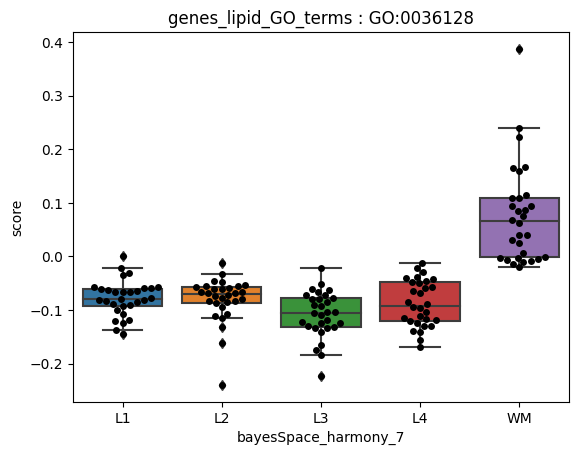 genes_lipid_GO_terms : GO:0036128
0.4
0.3
0.2
0.1
0.0
−0.1
−0.2
score
L1 L2 L3 L4 WM
bayesSpace_harmony_7